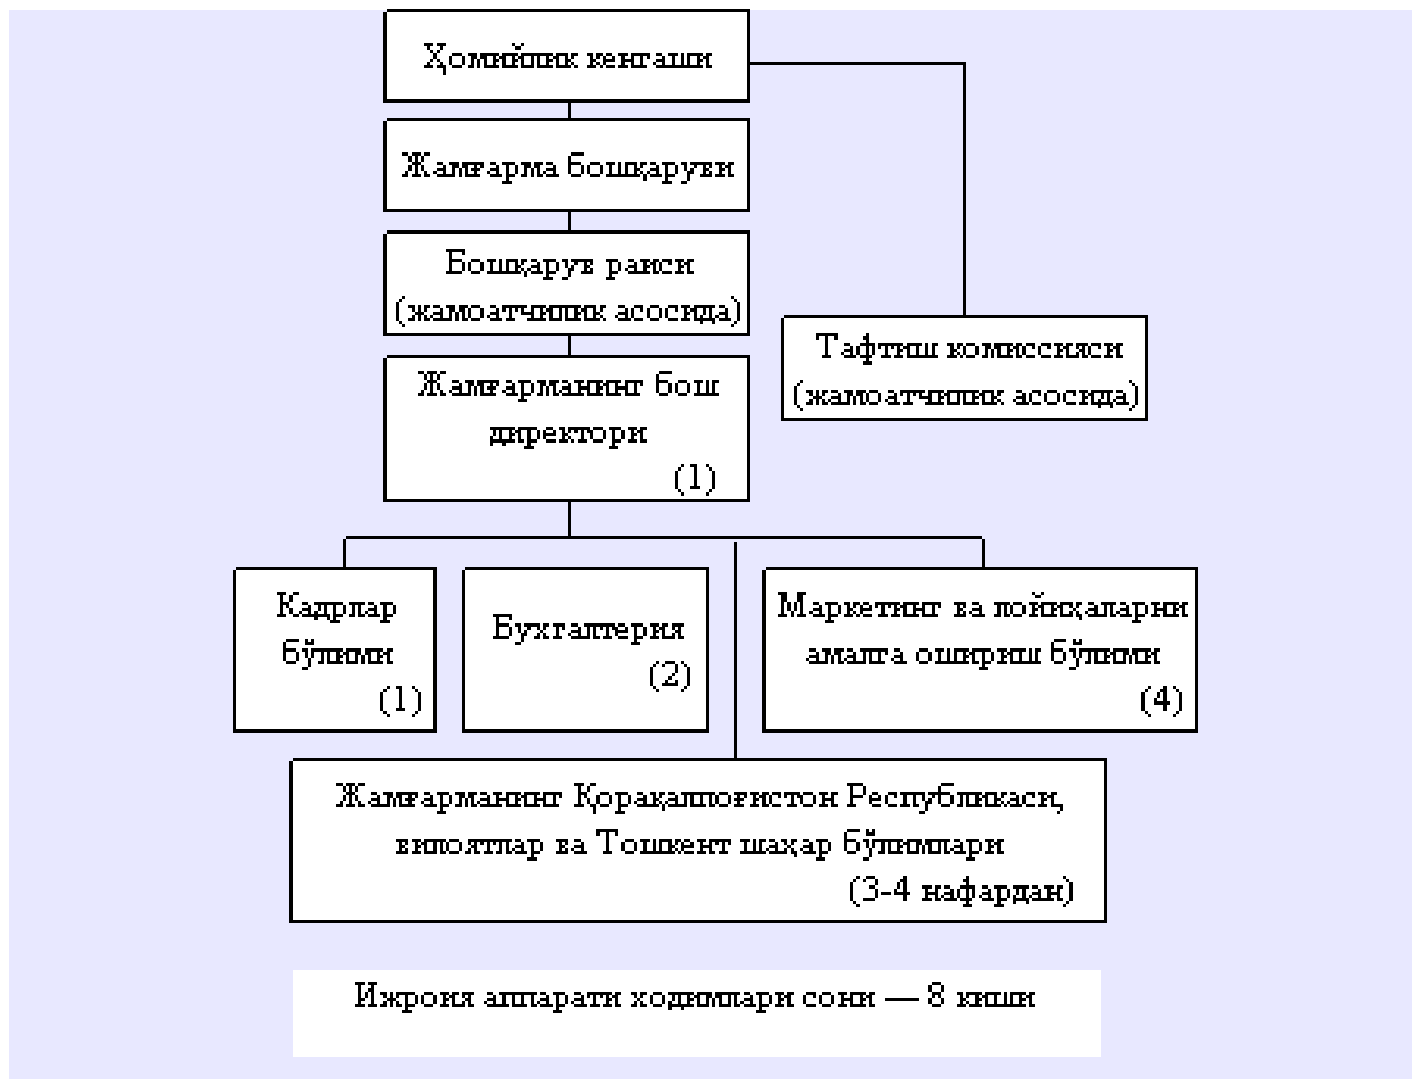 Ҳомийлик кенгаши
Жамғарма бошқаруви
Бошқарув раиси
(жамоатчилик асосида)
Тафтиш комиссияси
(жамоатчилик асосида)
Жамғарманинг бош
директори
(1)
Кадрлар
бўлими
(1)
Бухгалтерия
(2)
Маркетинг ва лойиҳаларни
амалга ошириш бўлими
(4)
Жамғарманинг Қорақалпоғистон Республикаси,
вилоятлар ва Тошкент шаҳар бўлимлари
(3-4 нафардан)
Ижроия аппарати ходимлари сони — 8 киши